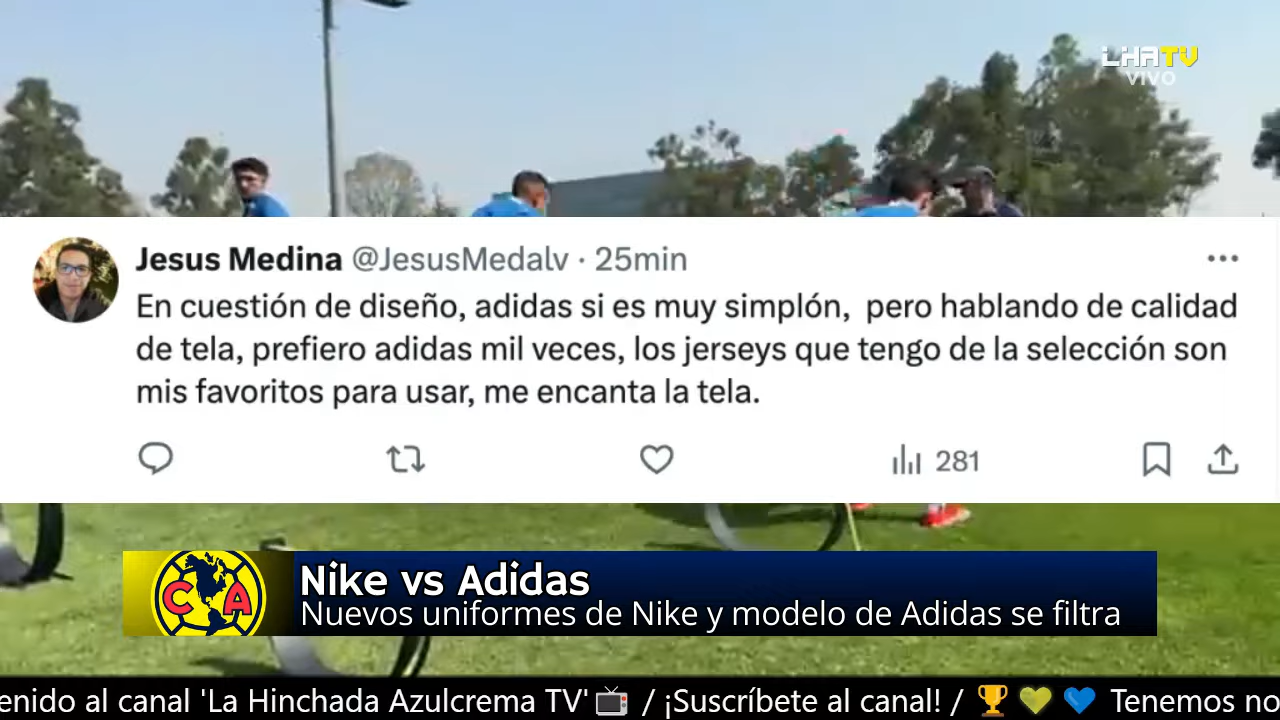 LHATV
VIVO
Jesus Medina @JesusMedalv · 25min
En cuestión de diseño, adidas si es muy simplón,  pero hablando de calidad
de tela, prefiero adidas mil veces, los jerseys que tengo de la selección son
mis favoritos para usar, me encanta la tela.
281
CA
Nike vs Adidas
Nuevos uniformes de Nike y modelo de Adidas se filtra
enido al canal 'La Hinchada Azulcrema TV'📺 / ¡Suscríbete al canal! / 🏆 💛 💙 Tenemos no